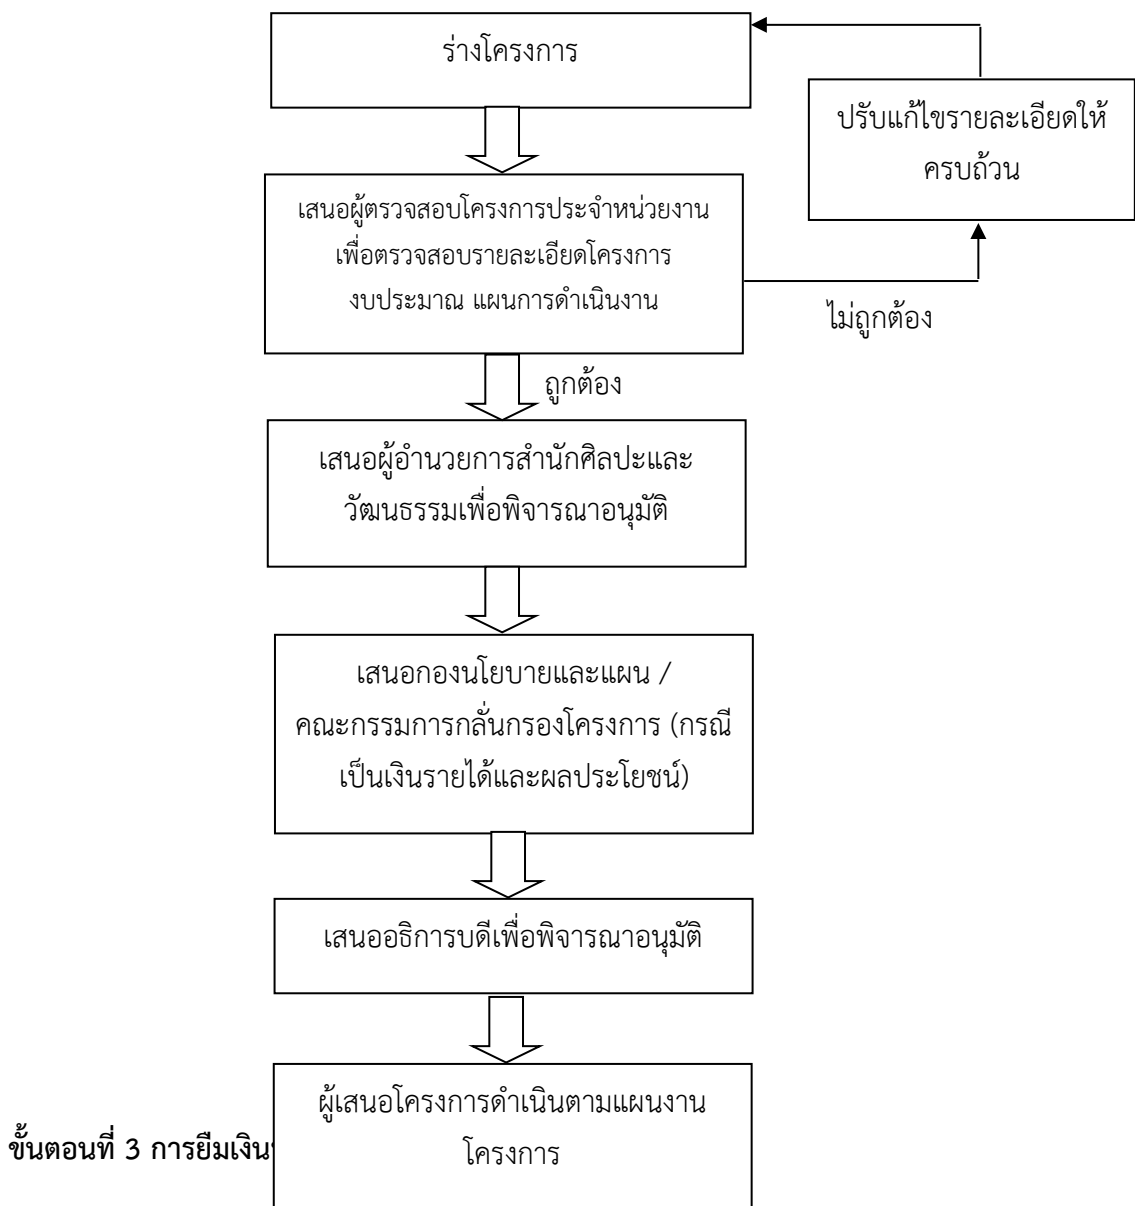 ร่างโครงการ
ปรับแก้ไขรายละเอียดให้
ครบถ้วน
เสนอผู้ตรวจสอบโครงการประจำหน่วยงาน
เพื่อตรวจสอบรายละเอียดโครงการ
งบประมาณ แผนการดำเนินงาน
ไม่ถูกต้อง
ถูกต้อง
เสนอผู้อำนวยการสำนักศิลปะและ
วัฒนธรรมเพื่อพิจารณาอนุมัติ
เสนอกองนโยบายและแผน /
คณะกรรมการกลั่นกรองโครงการ (กรณี
เป็นเงินรายได้และผลประโยชน์)
เสนออธิการบดีเพื่อพิจารณาอนุมัติ
ผู้เสนอโครงการดำเนินตามแผนงาน
โครงการ
ขั้นตอนที่ 3 การยืมเงิน